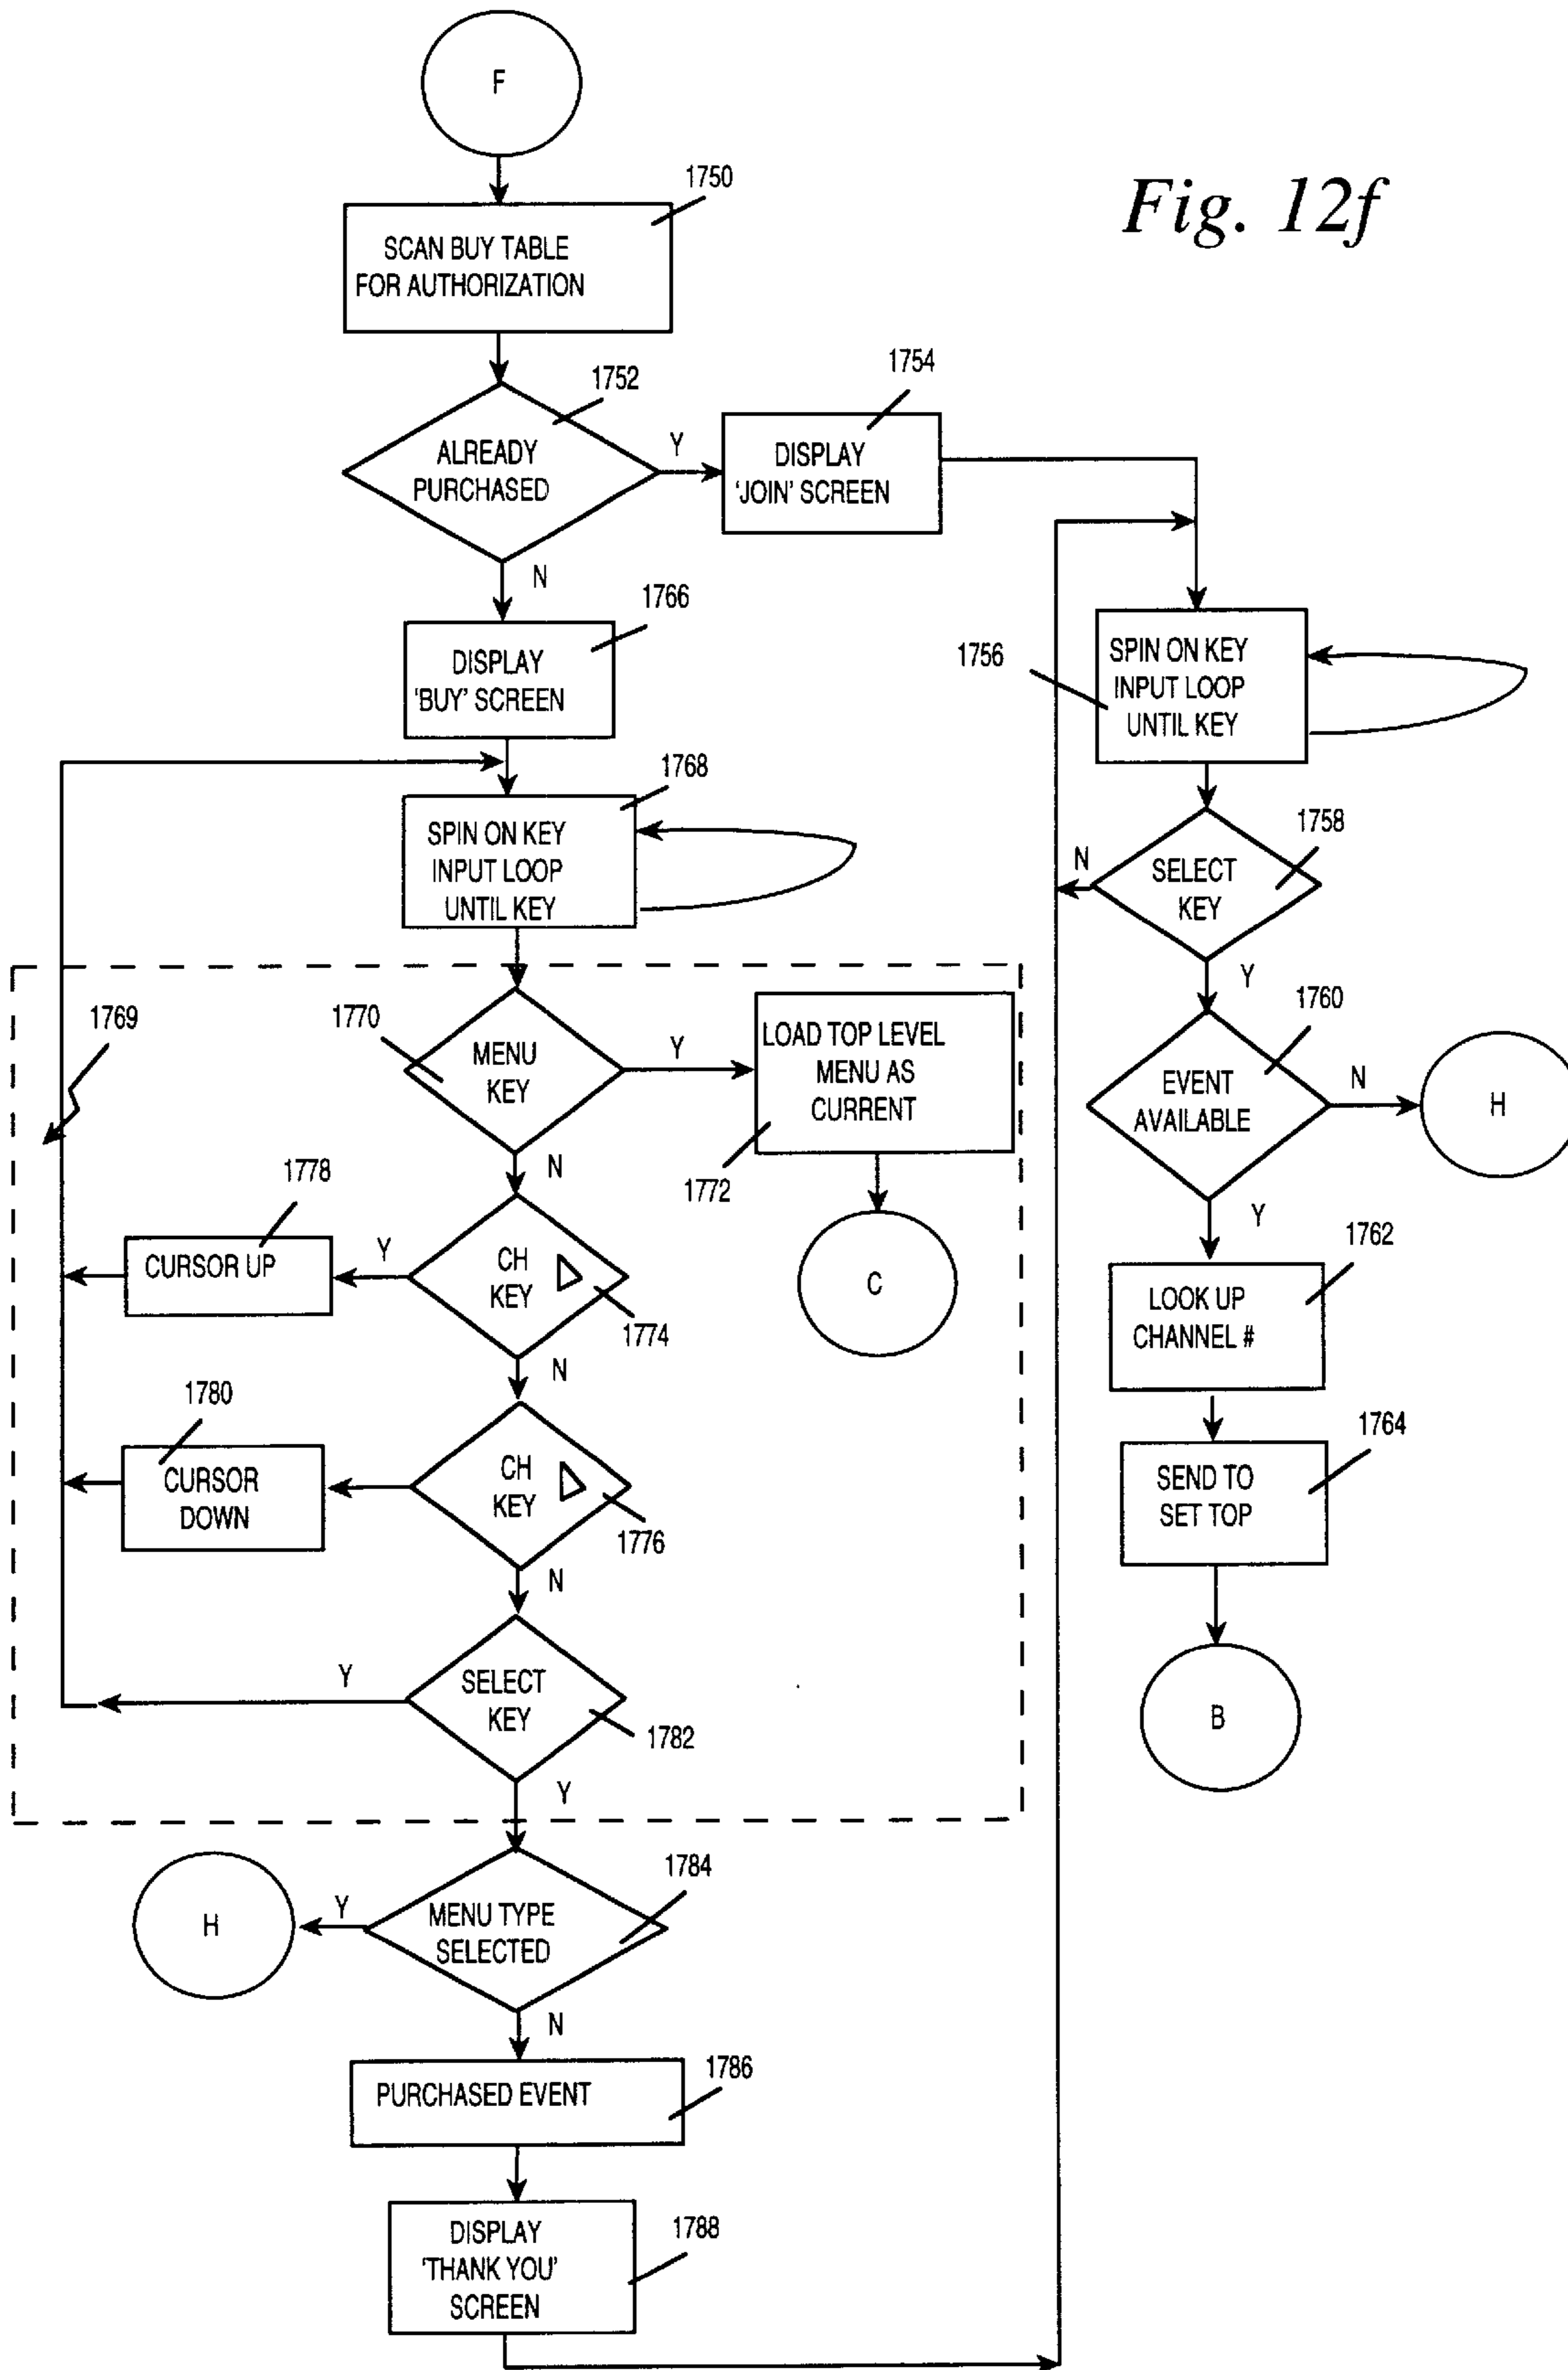 F
Fig. 12f
1750
SCAN BUY TABLE
FOR AUTHORIZATION
1752
ALREADY
PURCHASED
Y
N
1754
DISPLAY
'JOIN' SCREEN
1766
DISPLAY
'BUY' SCREEN
1768
SPIN ON KEY
INPUT LOOP
UNTIL KEY
1769
1770
MENU
KEY
Y
N
LOAD TOP LEVEL
MENU AS
CURRENT
1772
C
1778
CURSOR UP
Y
CH
KEY
1774
N
1780
CURSOR
DOWN
CH
KEY
1776
N
Y
SELECT
KEY
1782
Y
1784
MENU TYPE
SELECTED
Y
H
N
1786
PURCHASED EVENT
1788
DISPLAY
'THANK YOU'
SCREEN
1756
SPIN ON KEY
INPUT LOOP
UNTIL KEY
1758
N
SELECT
KEY
Y
1760
EVENT
AVAILABLE
N
H
Y
1762
LOOK UP
CHANNEL #
1764
SEND TO
SET TOP
B